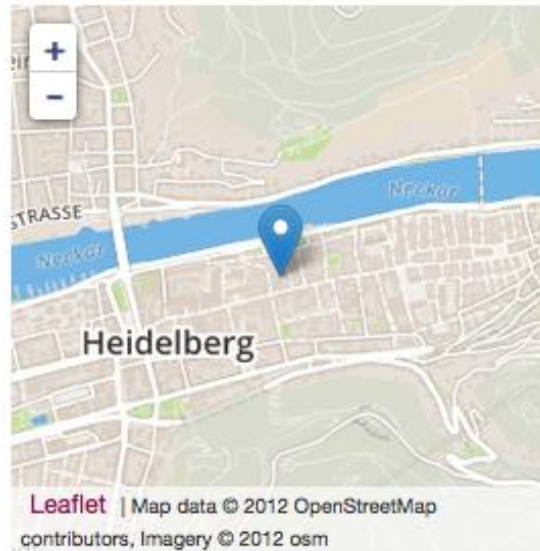 +
−
STRASSE
Neckar
Neckar
Heidelberg
Leaflet | Map data © 2012 OpenStreetMap
contributors, Imagery © 2012 osm